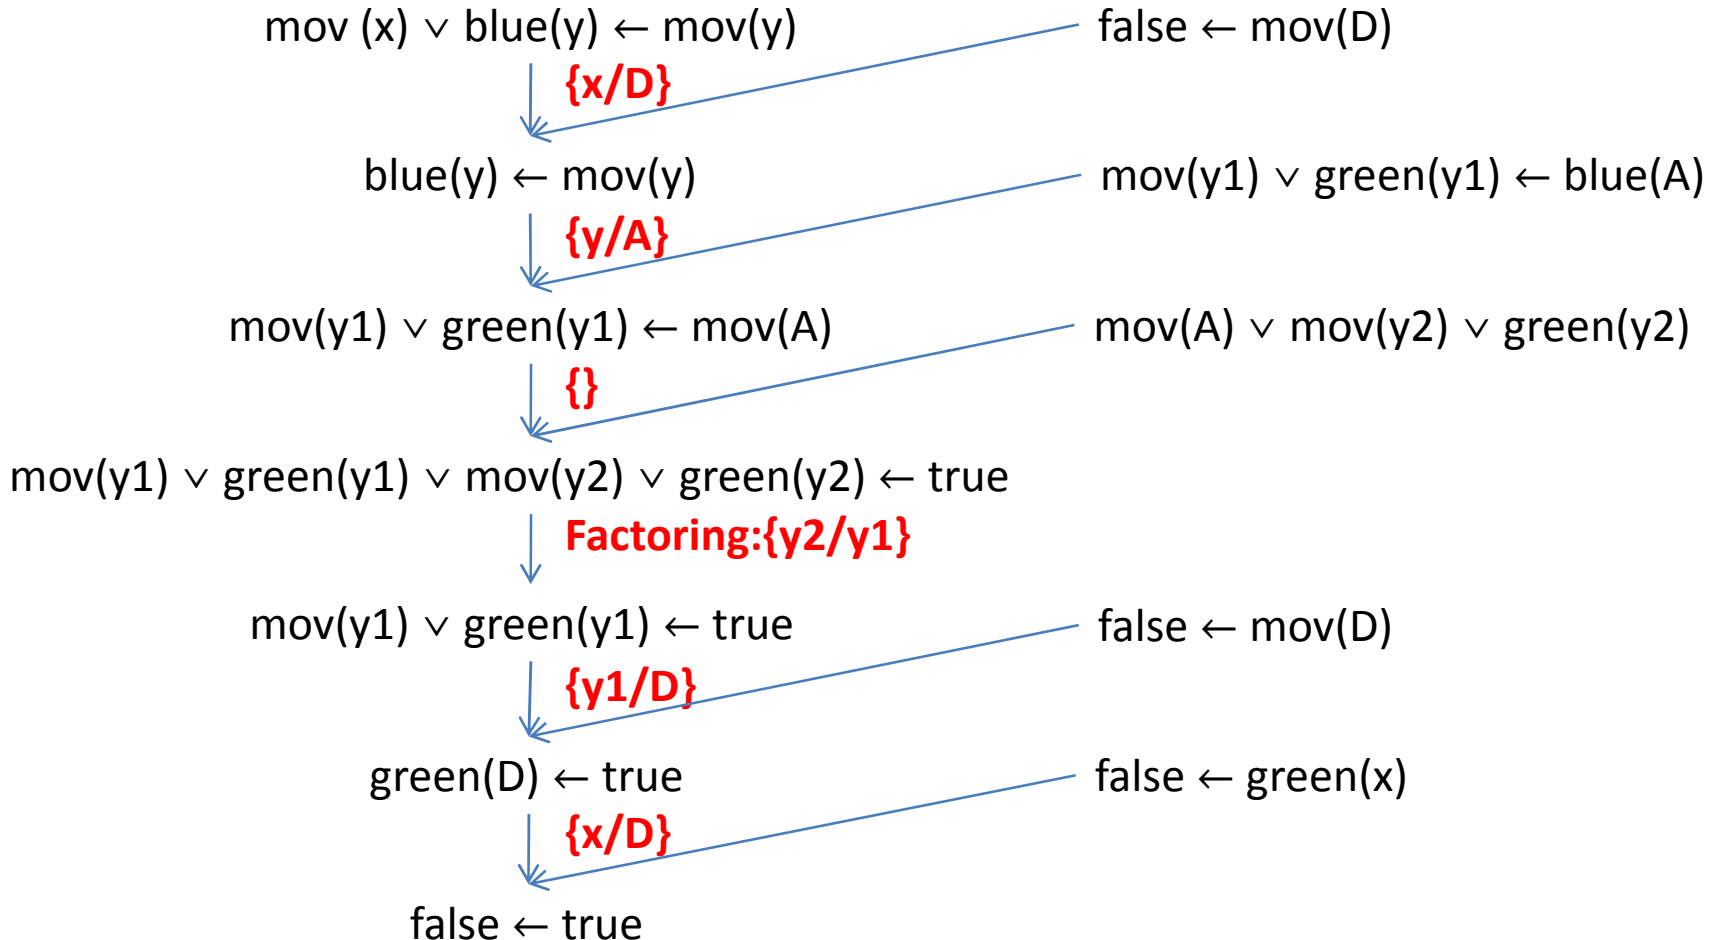 mov (x) ∨ blue(y) ← mov(y)
false ← mov(D)
{x/D}
blue(y) ← mov(y)
mov(y1) ∨ green(y1) ← blue(A)
{y/A}
mov(y1) ∨ green(y1) ← mov(A)
mov(A) ∨ mov(y2) ∨ green(y2)
{}
mov(y1) ∨ green(y1) ∨ mov(y2) ∨ green(y2) ← true
Factoring:{y2/y1}
mov(y1) ∨ green(y1) ← true
false ← mov(D)
{y1/D}
green(D) ← true
false ← green(x)
{x/D}
false ← true